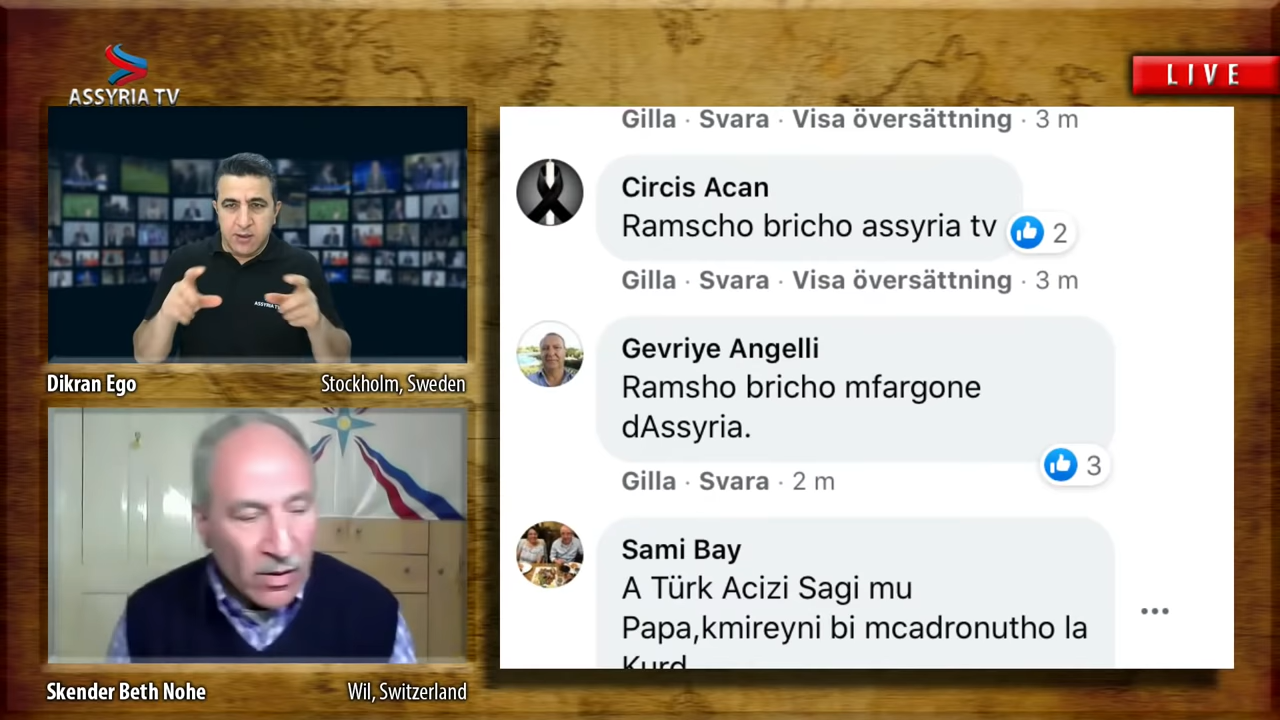 ASSYRIA TV
LIVE
Dikran Ego
Stockholm, Sweden
Skender Beth Nohe
Wil, Switzerland
Gilla · Svara · Visa översättning · 3 m
Circis Acan
Ramscho bricho assyria tv
2
Gilla · Svara · Visa översättning · 3 m
Gevriye Angelli
Ramsho bricho mfargone
dAssyria.
3
Gilla · Svara · 2 m
Sami Bay
A Türk Acizi Sagi mu
Papa,kmireyni bi mcadronutho la
Kurd